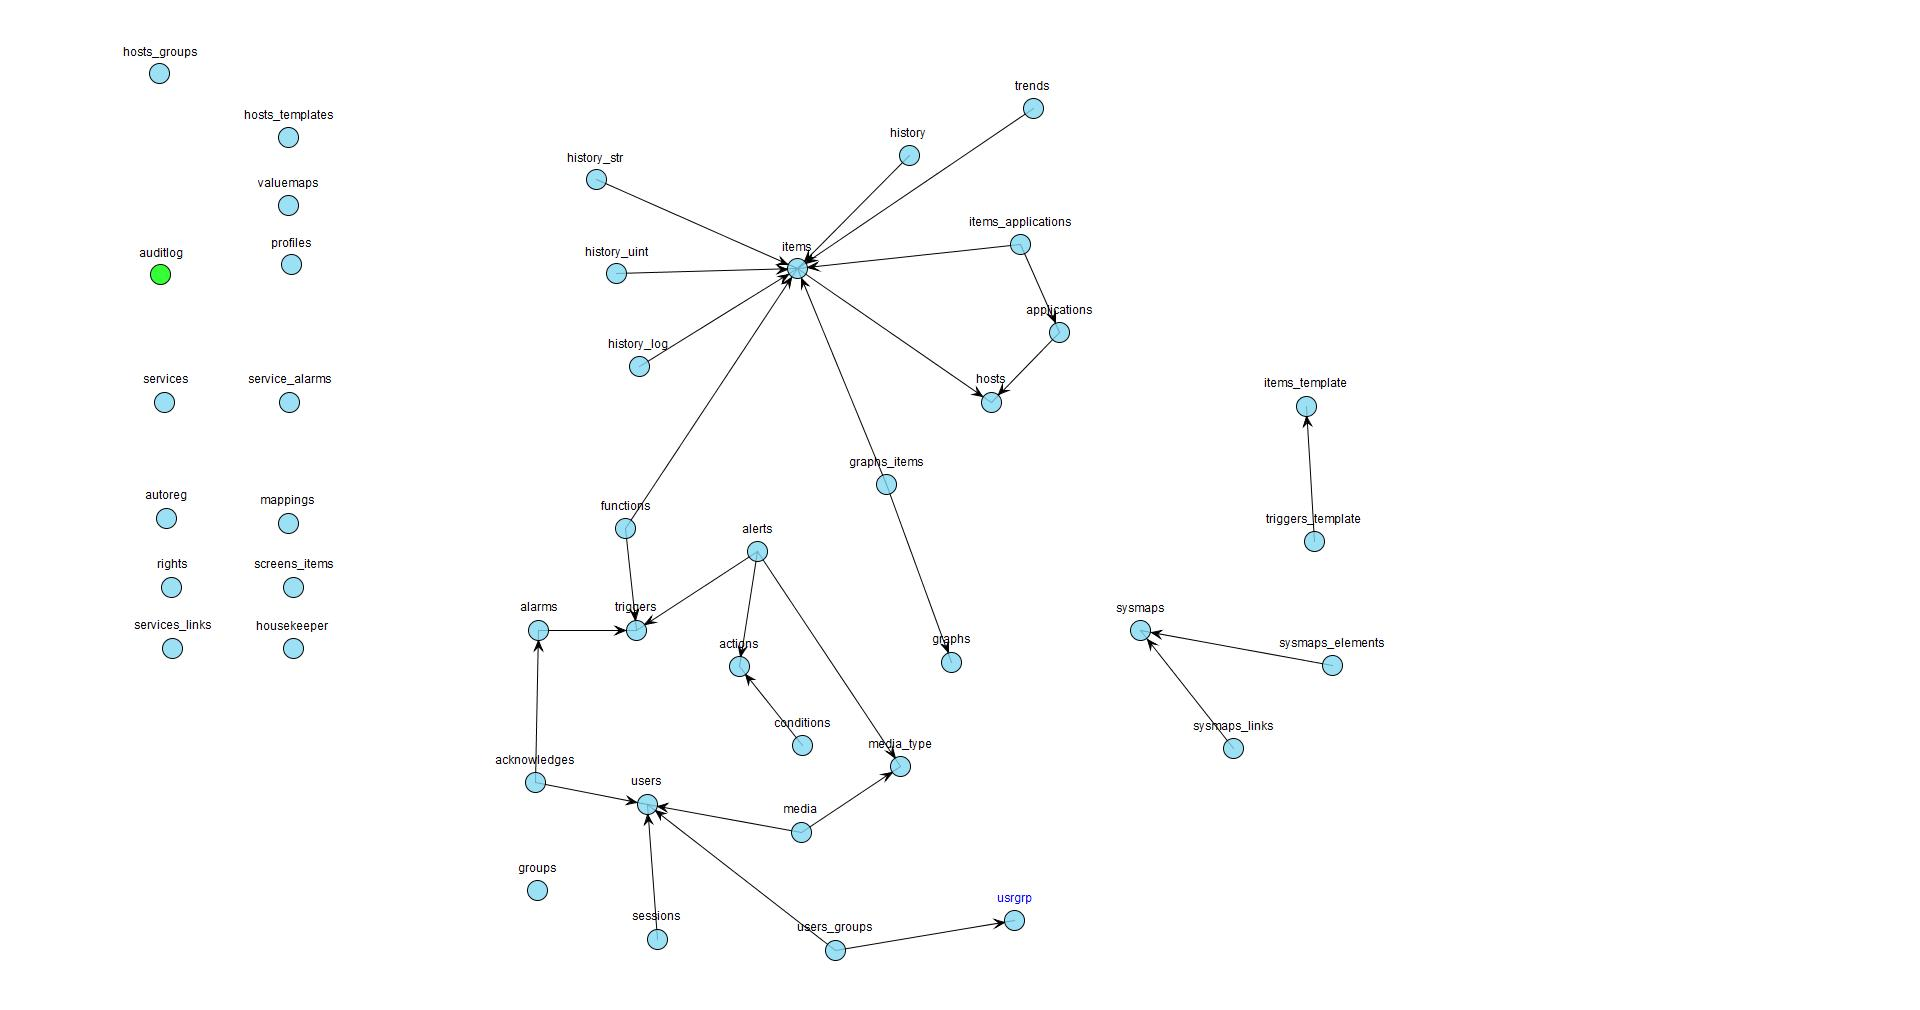 hosts_groups
hosts_templates
valuemaps
profiles
auditlog
services
service_alarms
autoreg
mappings
rights
screens_items
services_links
housekeeper
trends
history
history_str
items_applications
items
history_uint
applications
history_log
hosts
graphs_items
functions
alerts
alarms
triggers
actions
graphs
conditions
media_type
acknowledges
users
media
groups
sessions
users_groups
usrgrp
items_template
triggers_template
sysmaps
sysmaps_elements
sysmaps_links